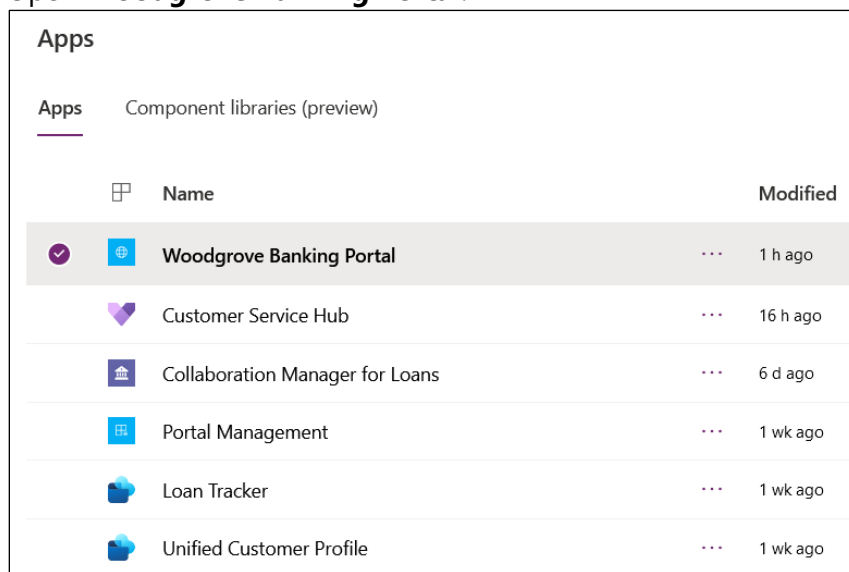 Apps
Apps Component libraries (preview)
Name Modified
Woodgrove Banking Portal ... 1 h ago
Customer Service Hub ... 16 h ago
Collaboration Manager for Loans ... 6 d ago
Portal Management ... 1 wk ago
Loan Tracker ... 1 wk ago
Unified Customer Profile ... 1 wk ago